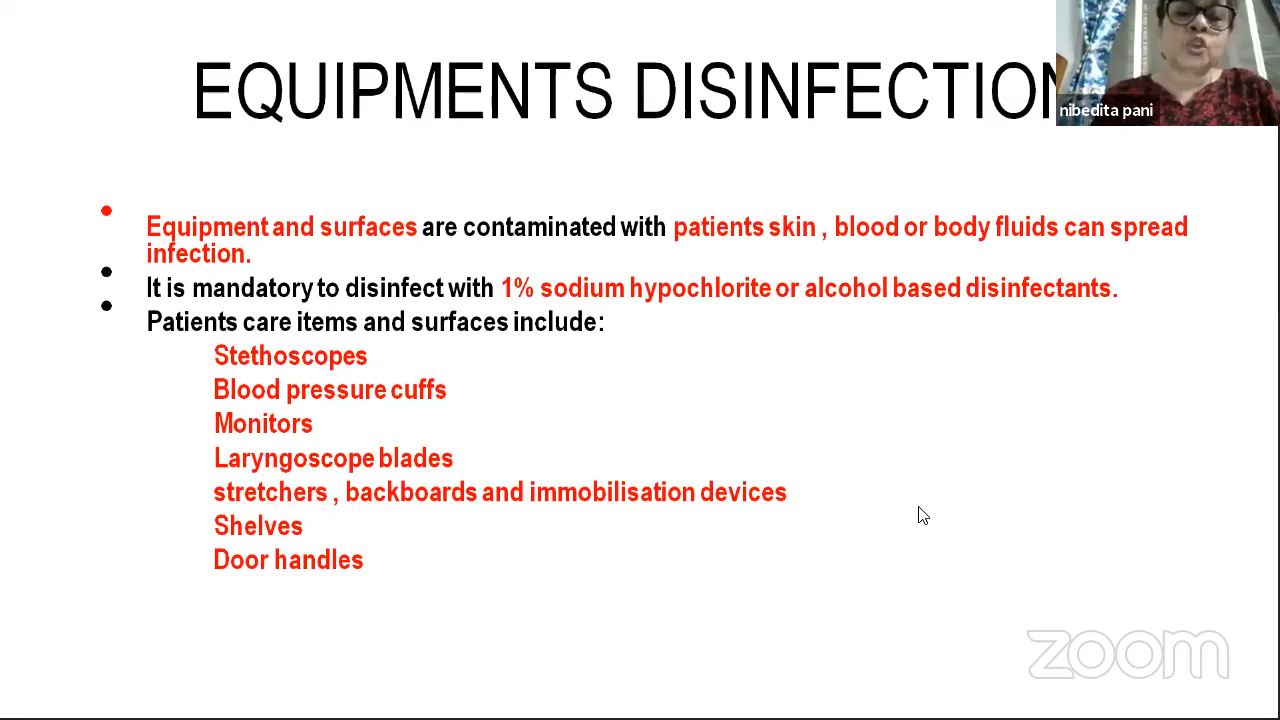 EQUIPMENTS DISINFECTION
nibedita pani
Equipment and surfaces are contaminated with patients skin , blood or body fluids can spread
infection.
It is mandatory to disinfect with 1% sodium hypochlorite or alcohol based disinfectants.
Patients care items and surfaces include:
Stethoscopes
Blood pressure cuffs
Monitors
Laryngoscope blades
stretchers , backboards and immobilisation devices
Shelves
Door handles
zoom